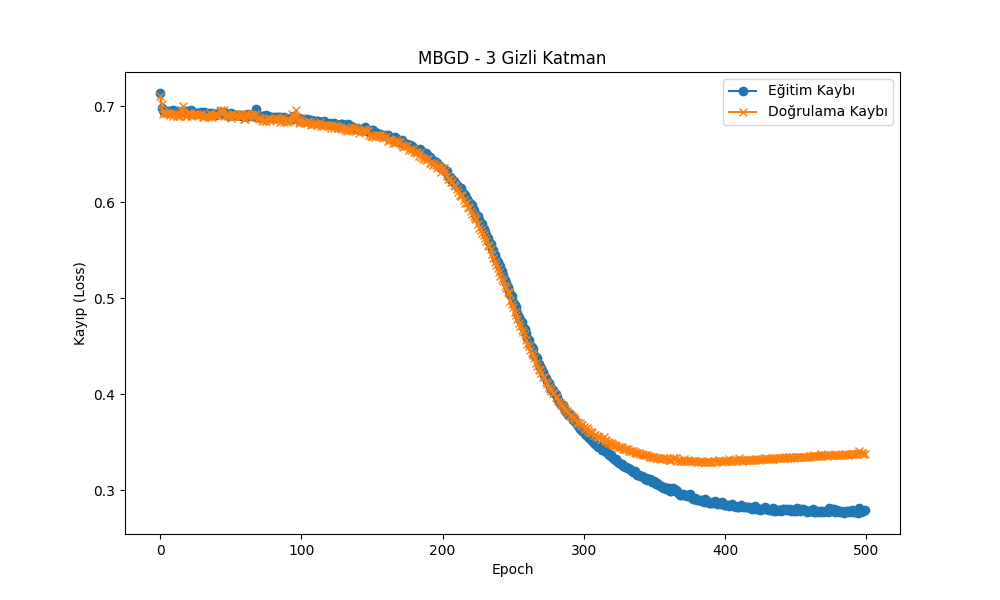 MBGD - 3 Gizli Katman
Eğitim Kaybı
Doğrulama Kaybı
Kayıp (Loss)
0.7
0.6
0.5
0.4
0.3
0 100 200 300 400 500
Epoch